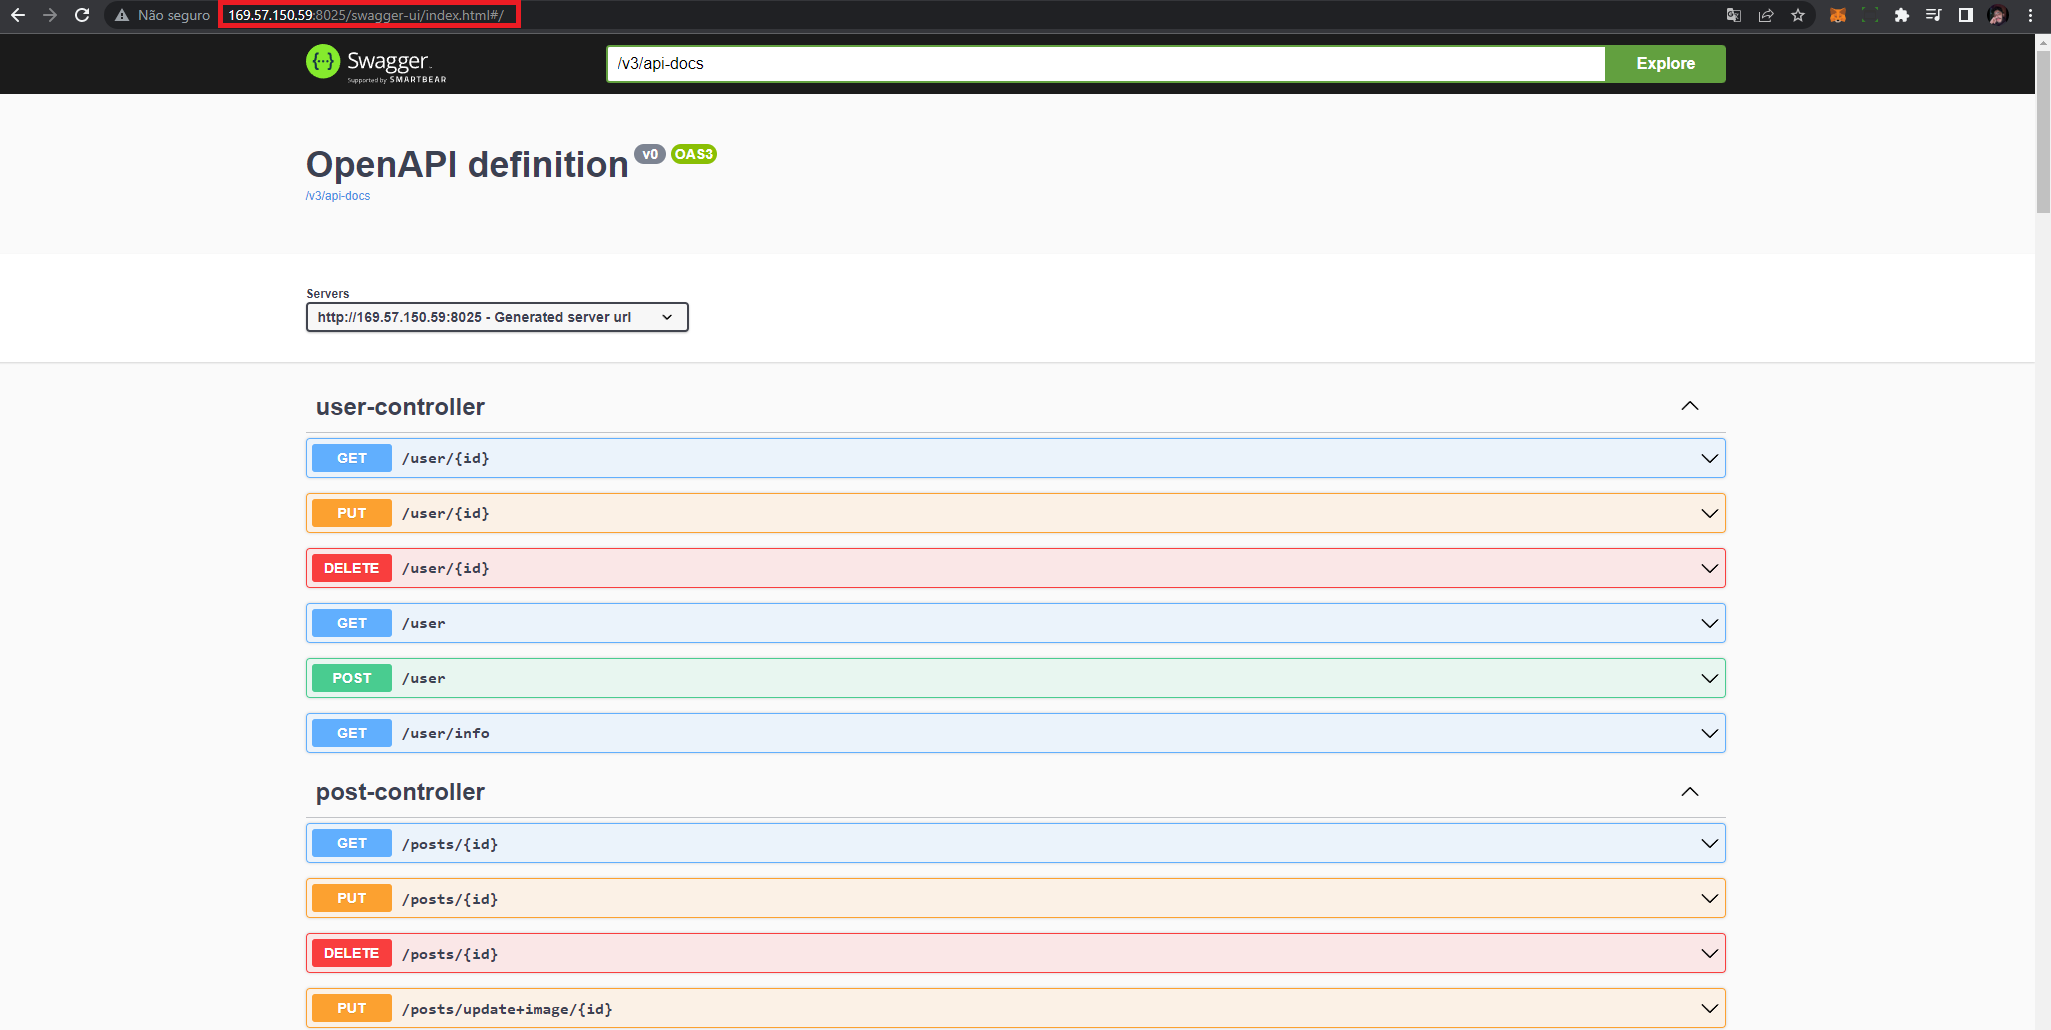 Não seguro 169.57.150.59:8025/swagger-ui/index.html#/
{··} Swagger. /v3/api-docs Explore
Supported by SMARTBEAR
OpenAPI definition v0 OAS3
/v3/api-docs
Servers
http://169.57.150.59:8025 - Generated server url
user-controller
GET /user/{id}
PUT /user/{id}
DELETE /user/{id}
GET /user
POST /user
GET /user/info
post-controller
GET /posts/{id}
PUT /posts/{id}
DELETE /posts/{id}
PUT /posts/update+image/{id}